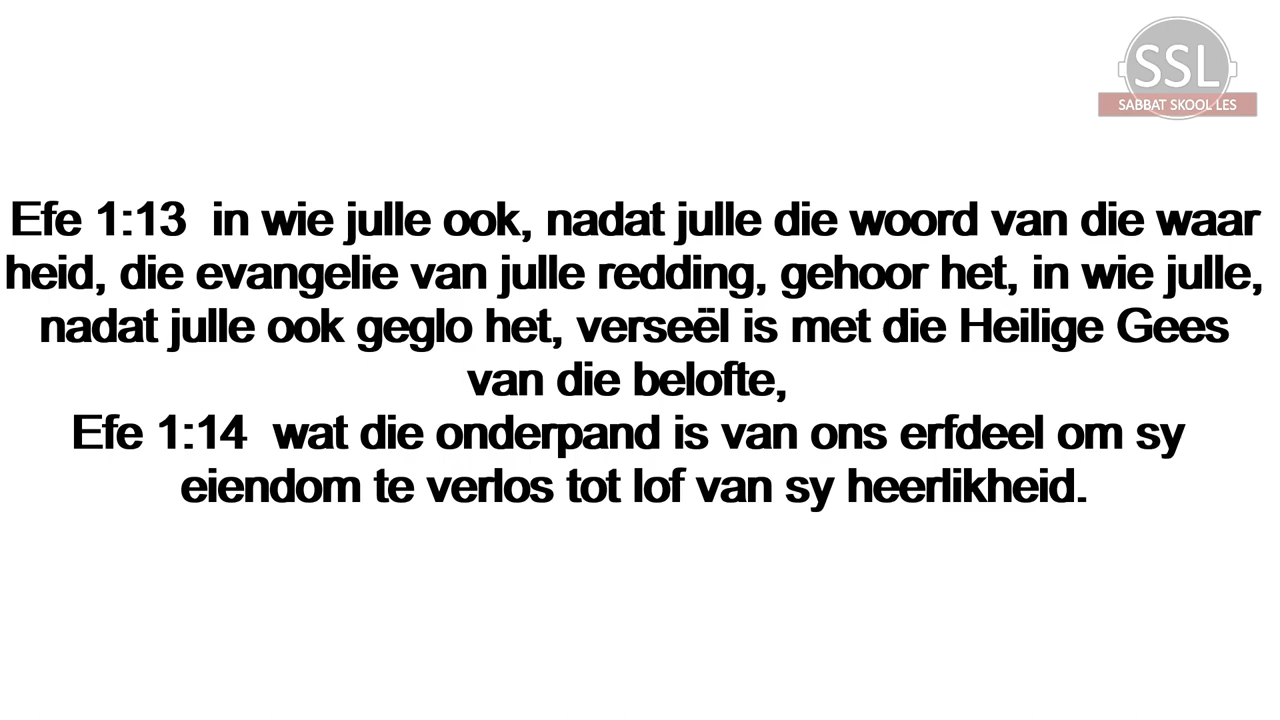 SSL
SABBAT SKOOL LES
Efe 1:13  in wie julle ook, nadat julle die woord van die waar
heid, die evangelie van julle redding, gehoor het, in wie julle,
nadat julle ook geglo het, verseël is met die Heilige Gees
van die belofte,
Efe 1:14  wat die onderpand is van ons erfdeel om sy
eiendom te verlos tot lof van sy heerlikheid.